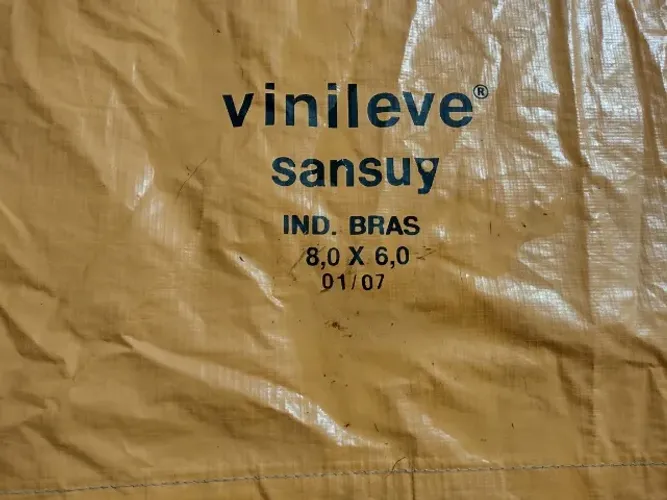 vinileve®
sansuy
IND. BRAS
8,0 X 6,0
01/07